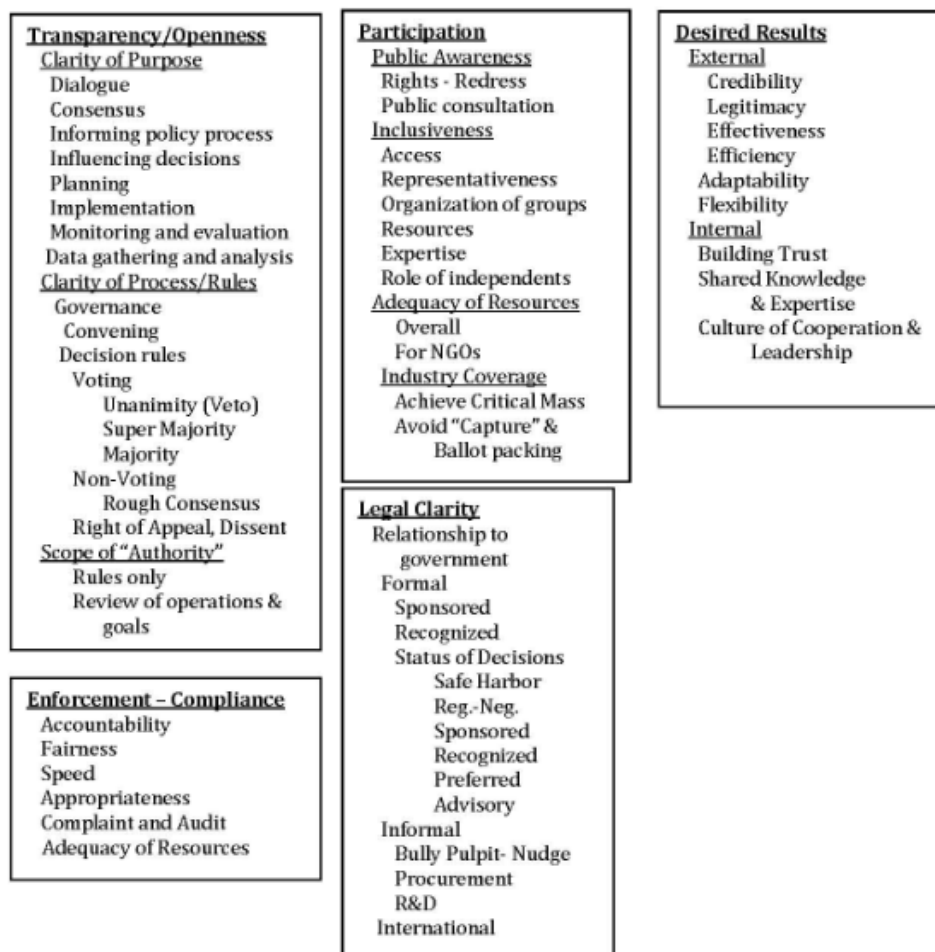 Transparency/Openness
Clarity of Purpose
Dialogue
Consensus
Informing policy process
Influencing decisions
Planning
Implementation
Monitoring and evaluation
Data gathering and analysis
Clarity of Process/Rules
Governance
Convening
Decision rules
Voting
Unanimity (Veto)
Super Majority
Majority
Non-Voting
Rough Consensus
Right of Appeal, Dissent
Scope of “Authority”
Rules only
Review of operations &
goals
Enforcement – Compliance
Accountability
Fairness
Speed
Appropriateness
Complaint and Audit
Adequacy of Resources
Participation
Public Awareness
Rights - Redress
Public consultation
Inclusiveness
Access
Representativeness
Organization of groups
Resources
Expertise
Role of independents
Adequacy of Resources
Overall
For NGOs
Industry Coverage
Achieve Critical Mass
Avoid “Capture” &
Ballot packing
Legal Clarity
Relationship to
government
Formal
Sponsored
Recognized
Status of Decisions
Safe Harbor
Reg.-Neg.
Sponsored
Recognized
Preferred
Advisory
Informal
Bully Pulpit- Nudge
Procurement
R&D
International
Desired Results
External
Credibility
Legitimacy
Effectiveness
Efficiency
Adaptability
Flexibility
Internal
Building Trust
Shared Knowledge
& Expertise
Culture of Cooperation &
Leadership